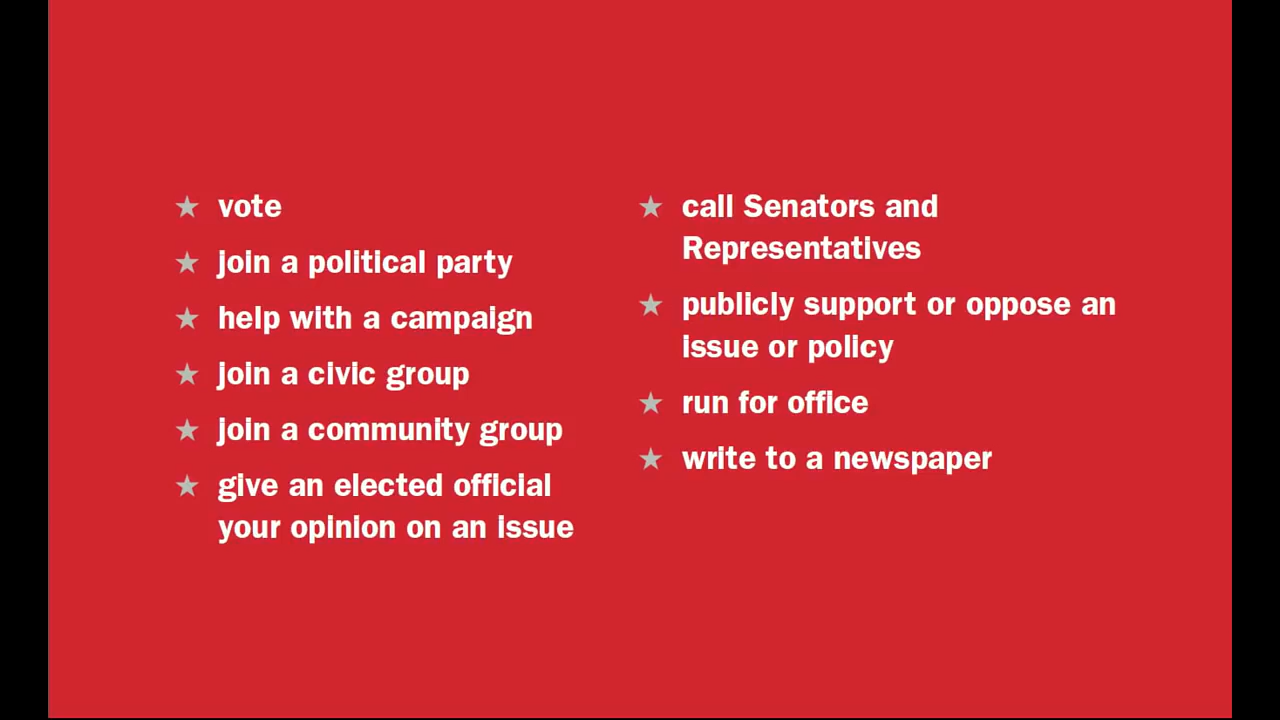 ★ vote
★ join a political party
★ help with a campaign
★ join a civic group
★ join a community group
★ give an elected official
your opinion on an issue
★ call Senators and
Representatives
★ publicly support or oppose an
issue or policy
★ run for office
★ write to a newspaper